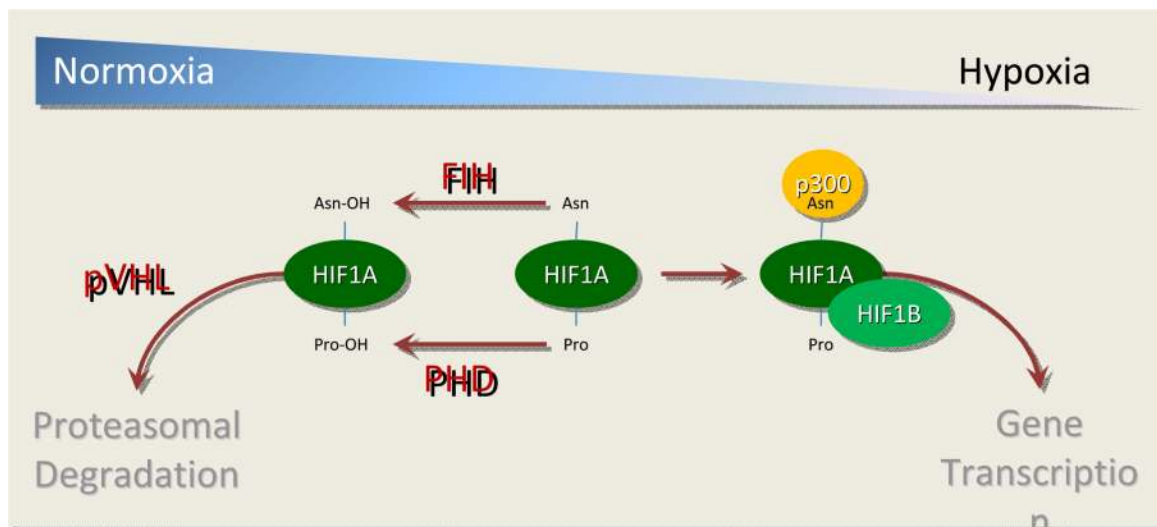 Normoxia
Hypoxia
FIH
p300
Asn-OH
Asn
Asn
pVHL
HIF1A
HIF1A
HIF1A
HIF1B
Pro-OH
Pro
Pro
PHD
Proteasomal
Degradation
Gene
Transcriptio
n